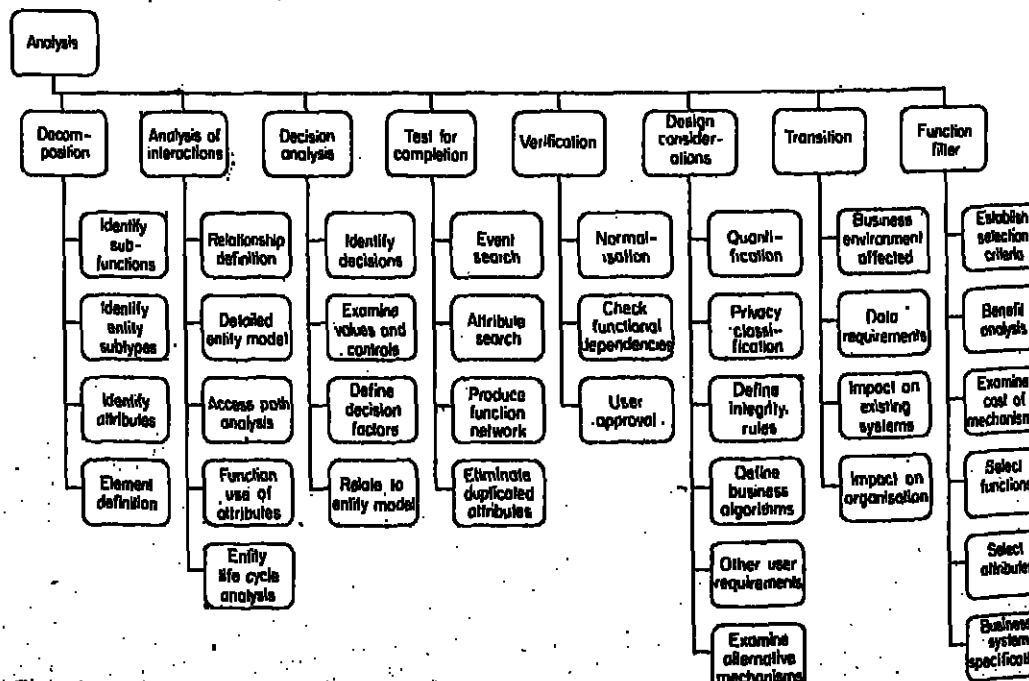 Analysis
Decom-
position
Analysis of
interactions
Decision
analysis
Test for
completion
Verification
Design
consider-
ations
Transition
Function
filter
Identify
sub-
functions
Identify
entity
subtypes
Identify
attributes
Element
definition
Relationship
definition
Detailed
entity model
Access path
analysis
Function
use of
attributes
Entity
life cycle
analysis
Identify
decisions
Examine
values and
controls
Define
decision
factors
Relate to
entity model
Event
search
Attribute
search
Produce
function
network
Eliminate
duplicated
attributes
Normal-
isation
Check
functional
dependencies
User
approval
Quanti-
fication
Privacy
classi-
fication
Define
integrity
rules
Define
business
algorithms
Other user
requirements
Examine
alternative
mechanisms
Business
environment
affected
Data
requirements
Impact on
existing
systems
Impact on
organisation
Establish
selection
criteria
Benefit
analysis
Examine
cost of
mechanism
Select
function
Select
attribute
Business
system
specificati